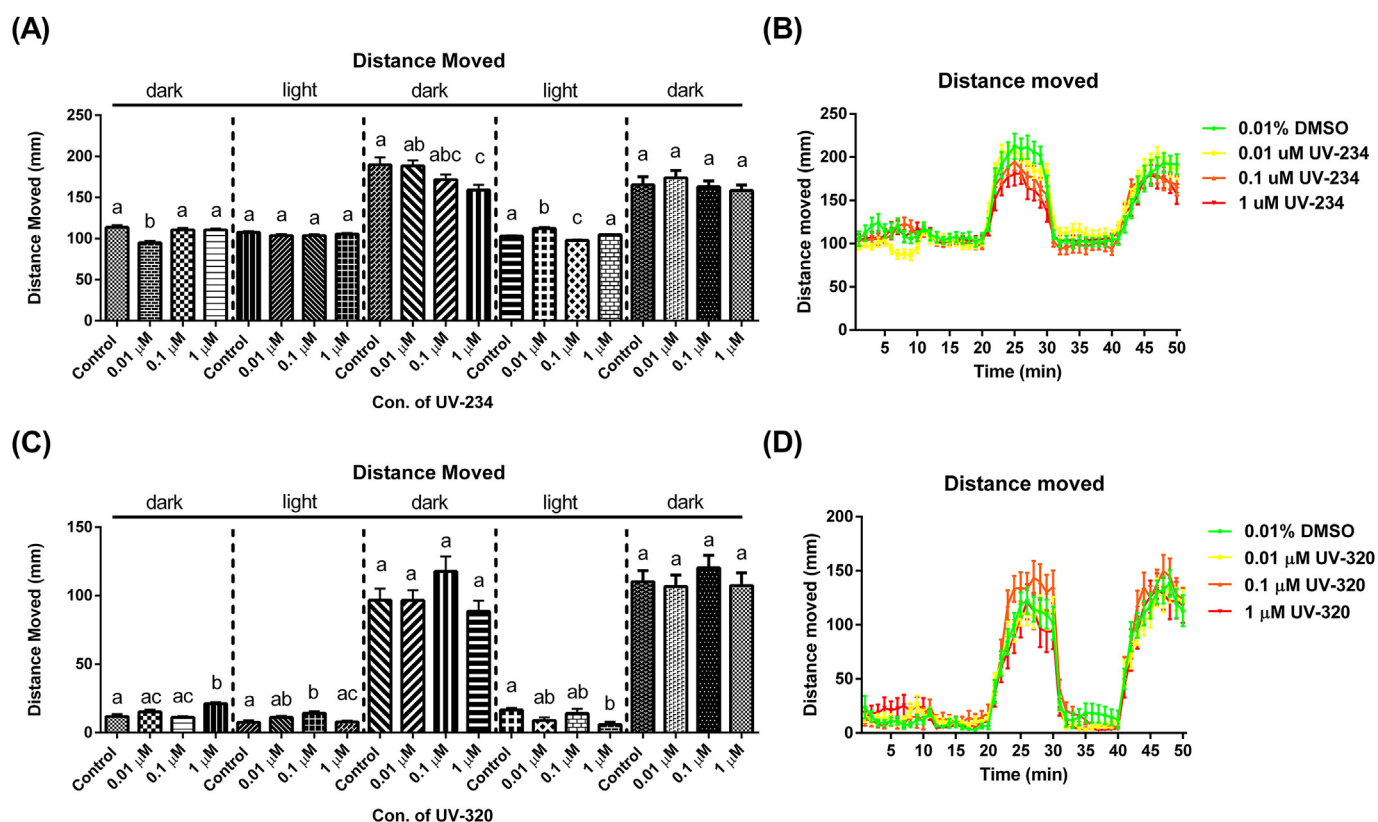 (A)
Distance Moved
dark light dark light dark
Distance Moved (mm)
250
200
150
100
50
0
a b a a a a a a a ab abc c a b c a a a a a
Control 0.01 μM 0.1 μM 1 μM Control 0.01 μM 0.1 μM 1 μM Control 0.01 μM 0.1 μM 1 μM Control 0.01 μM 0.1 μM 1 μM Control 0.01 μM 0.1 μM 1 μM
Con. of UV-234
(B)
Distance moved
Distance moved (mm)
250
200
150
100
50
0
5 10 15 20 25 30 35 40 45 50
Time (min)
0.01% DMSO
0.01 uM UV-234
0.1 uM UV-234
1 uM UV-234
(C)
Distance Moved
dark light dark light dark
Distance Moved (mm)
150
100
50
0
a ac ac b a ab b ac a a a a a ab ab b a a a a
Control 0.01 μM 0.1 μM 1 μM Control 0.01 μM 0.1 μM 1 μM Control 0.01 μM 0.1 μM 1 μM Control 0.01 μM 0.1 μM 1 μM Control 0.01 μM 0.1 μM 1 μM
Con. of UV-320
(D)
Distance moved
Distance moved (mm)
200
150
100
50
0
5 10 15 20 25 30 35 40 45 50
Time (min)
0.01% DMSO
0.01 μM UV-320
0.1 μM UV-320
1 μM UV-320